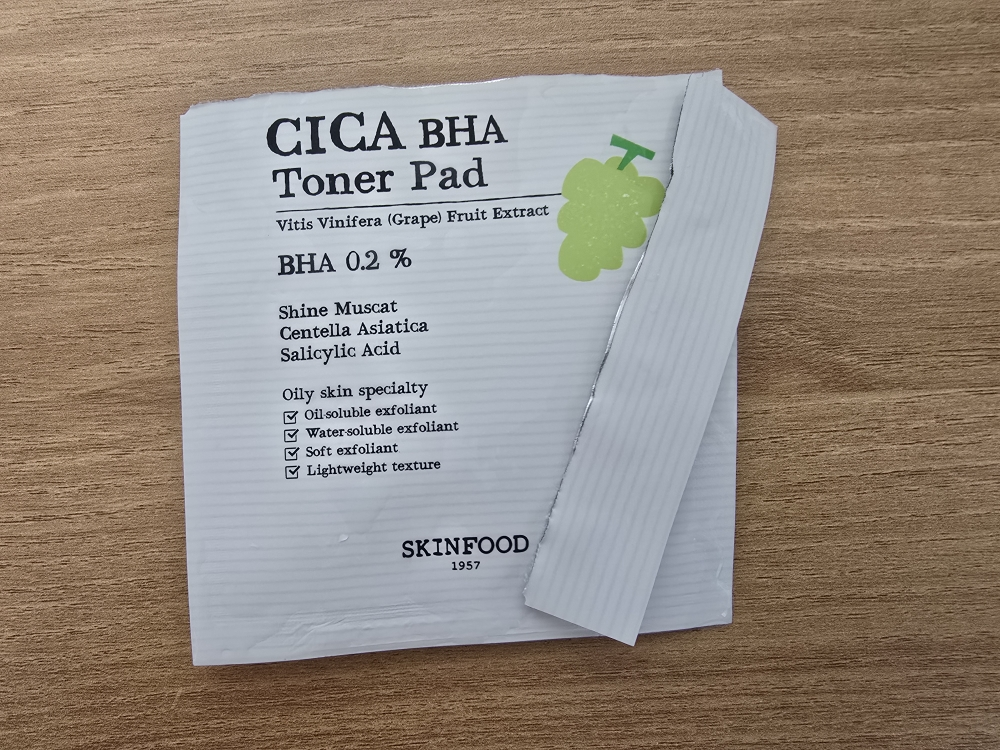 CICA BHA
Toner Pad
Vitis Vinifera (Grape) Fruit Extract
BHA 0.2 %
Shine Muscat
Centella Asiatica
Salicylic Acid
Oily skin specialty
Oil-soluble exfoliant
Water-soluble exfoliant
Soft exfoliant
Lightweight texture
SKINFOOD
1957